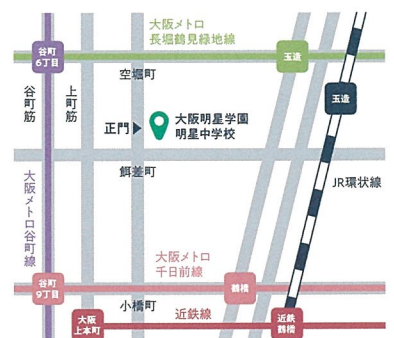 大阪メトロ
長堀鶴見緑地線
谷町
6丁目
玉造
空堀町
玉造
谷町筋
上町筋
正門
大阪明星学園
明星中学校
餌差町
大阪メトロ谷町線
JR環状線
大阪メトロ
千日前線
谷町
9丁目
鶴橋
小橋町
近鉄線
大阪
上本町
近鉄
鶴橋